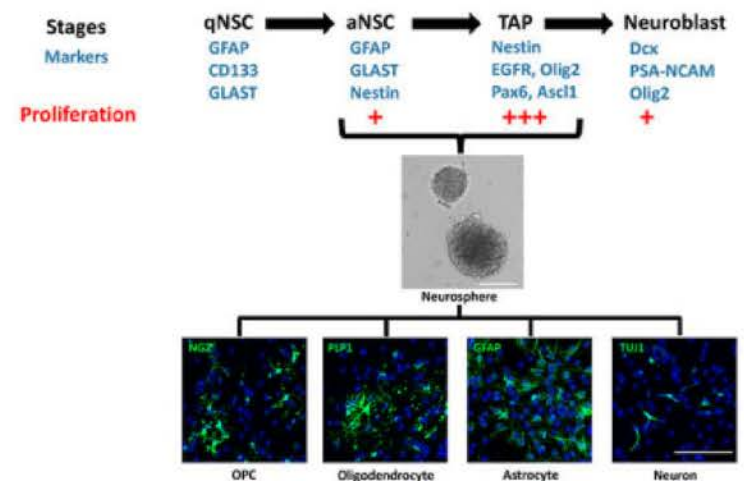 Stages qNSC aNSC TAP Neuroblast
Markers GFAP GFAP Nestin Dcx
CD133 GLAST EGFR, Olig2 PSA-NCAM
GLAST Nestin Pax6, Ascl1 Olig2
Proliferation + +++ +
Neurosphere
NG2 PLP1 GFAP TUJ1
OPC Oligodendrocyte Astrocyte Neuron